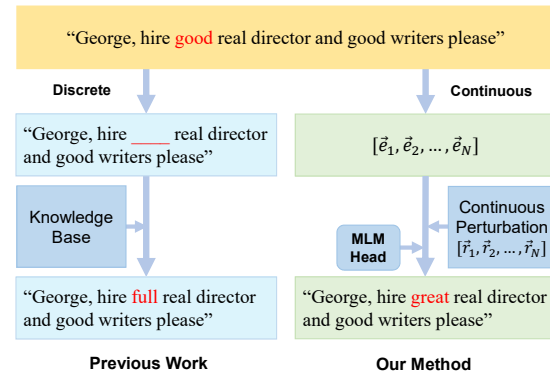 “George, hire good real director and good writers please”
Discrete
Continuous
“George, hire ____ real director
and good writers please”
[e⃗₁, e⃗₂, … , e⃗_N]
Knowledge
Base
MLM
Head
Continuous
Perturbation
[r⃗₁, r⃗₂, … , r⃗_N]
“George, hire full real director
and good writers please”
“George, hire great real director
and good writers please”
Previous Work
Our Method